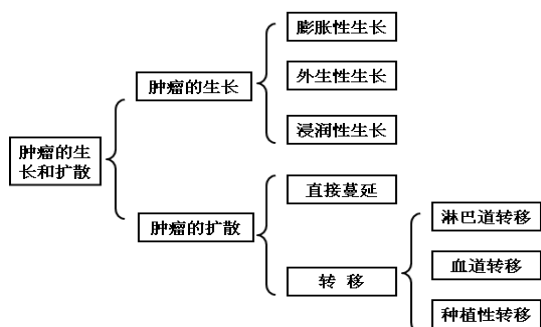 肿瘤的生
长和扩散
肿瘤的生长
膨胀性生长
外生性生长
浸润性生长
肿瘤的扩散
直接蔓延
转 移
淋巴道转移
血道转移
种植性转移